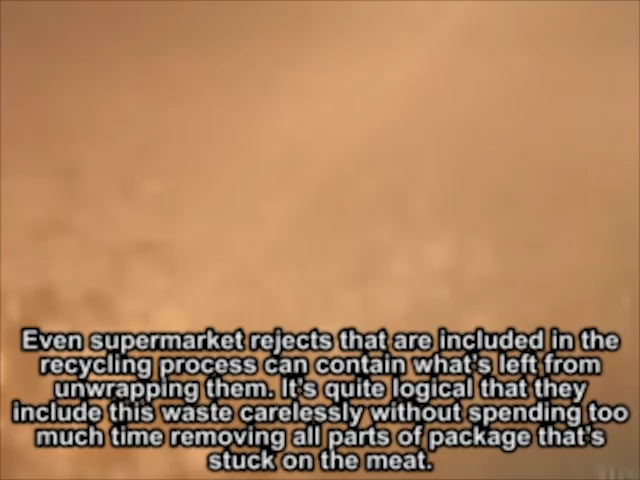 Even supermarket rejects that are included in the
recycling process can contain what's left from
unwrapping them. It's quite logical that they
include this waste carelessly without spending too
much time removing all parts of package that's
stuck on the meat.